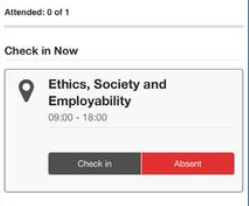 Attended: 0 of 1
Check in Now
Ethics, Society and
Employability
09:00 - 18:00
Check in Absent